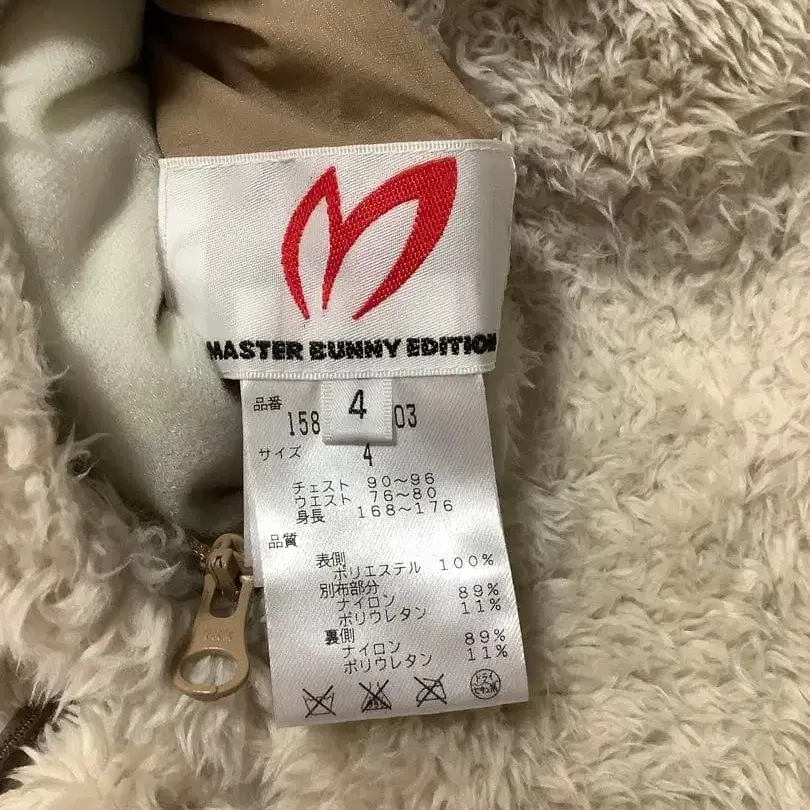 MASTER BUNNY EDITION
4
品番
158 03
サイズ 4
チェスト 90～96
ウエスト 76～80
身長 168～176
品質
表側
ポリエステル 100%
別布部分
ナイロン 89%
ポリウレタン 11%
裏側
ナイロン 89%
ポリウレタン 11%
ドライ